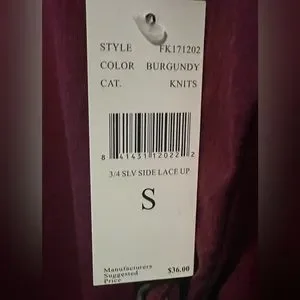 STYLE FK171202
COLOR BURGUNDY
CAT. KNITS
8 41431 12022 2
3/4 SLV SIDE LACE UP
S
Manufacturers
Suggested
Price $36.00